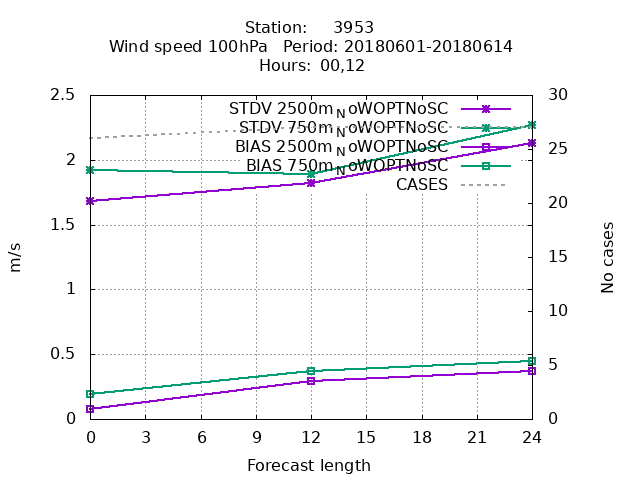 Station: 3953
Wind speed 100hPa Period: 20180601-20180614
Hours: 00,12
2.5
2
1.5
1
0.5
0
m/s
STDV 2500m_NoWOPTNoSC
STDV 750m_NoWOPTNoSC
BIAS 2500m_NoWOPTNoSC
BIAS 750m_NoWOPTNoSC
CASES
30
25
20
15
10
5
0
No cases
0 3 6 9 12 15 18 21 24
Forecast length